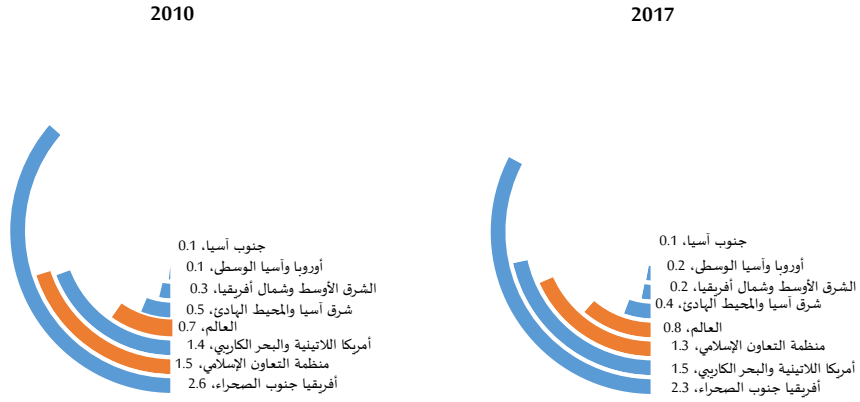 2010
جنوب آسيا، 0.1
أوروبا وآسيا الوسطى، 0.1
الشرق الأوسط وشمال أفريقيا، 0.3
شرق آسيا والمحيط الهادئ، 0.5
العالم، 0.7
أمريكا اللاتينية والبحر الكاريبي، 1.4
منظمة التعاون الإسلامي، 1.5
أفريقيا جنوب الصحراء، 2.6
2017
جنوب آسيا، 0.1
أوروبا وآسيا الوسطى، 0.2
الشرق الأوسط وشمال أفريقيا، 0.2
شرق آسيا والمحيط الهادئ، 0.4
العالم، 0.8
منظمة التعاون الإسلامي، 1.3
أمريكا اللاتينية والبحر الكاريبي، 1.5
أفريقيا جنوب الصحراء، 2.3